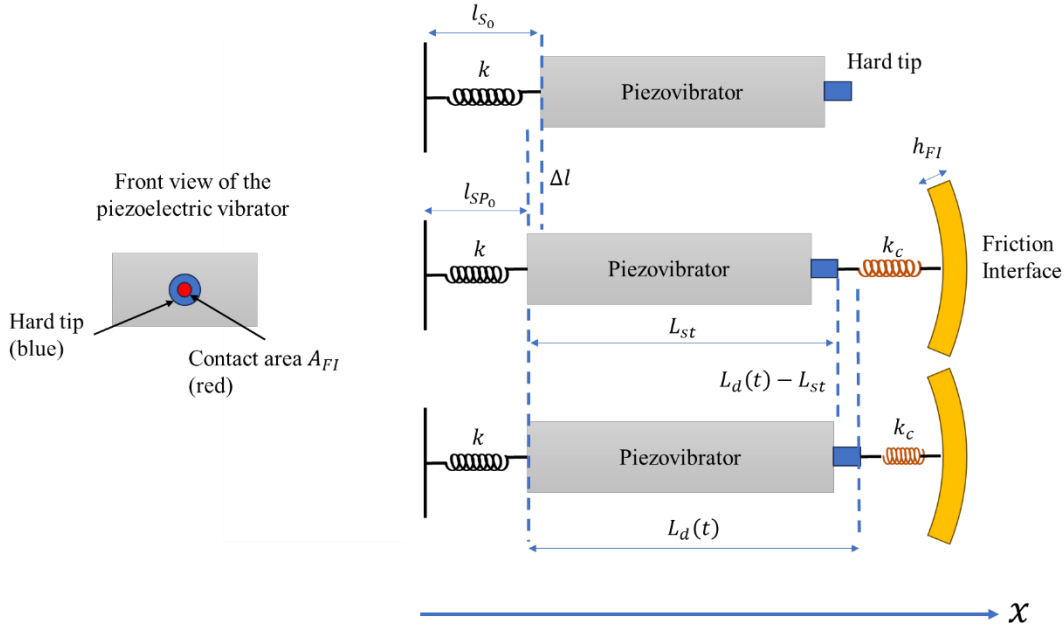 l_{S_0}
k
Piezovibrator
Hard tip
h_{FI}
Δl
Front view of the
piezoelectric vibrator
l_{SP_0}
k
Piezovibrator
k_c
Friction
Interface
Hard tip
(blue)
Contact area A_{FI}
(red)
L_{st}
L_d(t) − L_{st}
k
Piezovibrator
k_c
L_d(t)
x